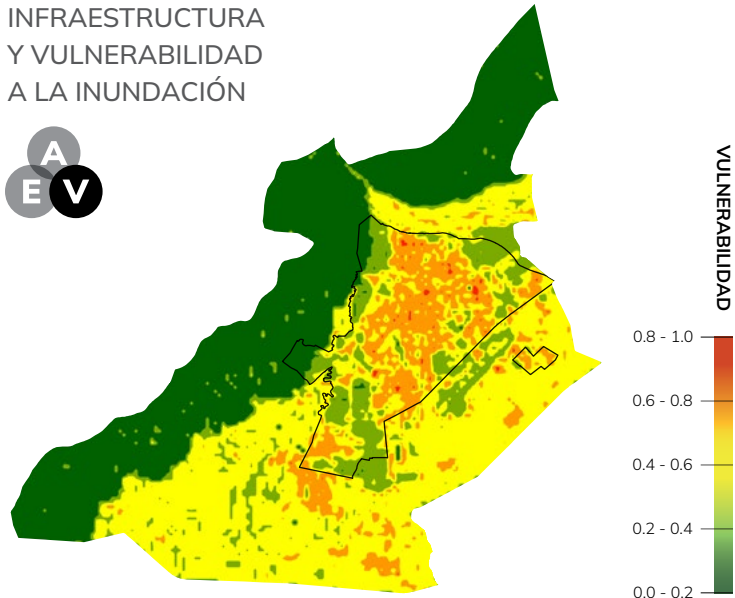 INFRAESTRUCTURA
Y VULNERABILIDAD
A LA INUNDACIÓN
A
E V
VULNERABILIDAD
0.8 - 1.0
0.6 - 0.8
0.4 - 0.6
0.2 - 0.4
0.0 - 0.2